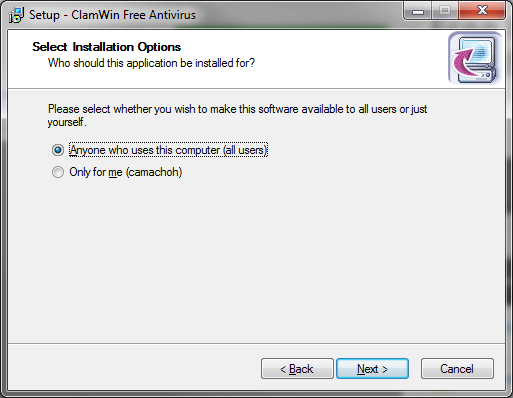 Setup - ClamWin Free Antivirus
Select Installation Options
Who should this application be installed for?
Please select whether you wish to make this software available to all users or just
yourself.
Anyone who uses this computer (all users)
Only for me (camachoh)
< Back
Next >
Cancel